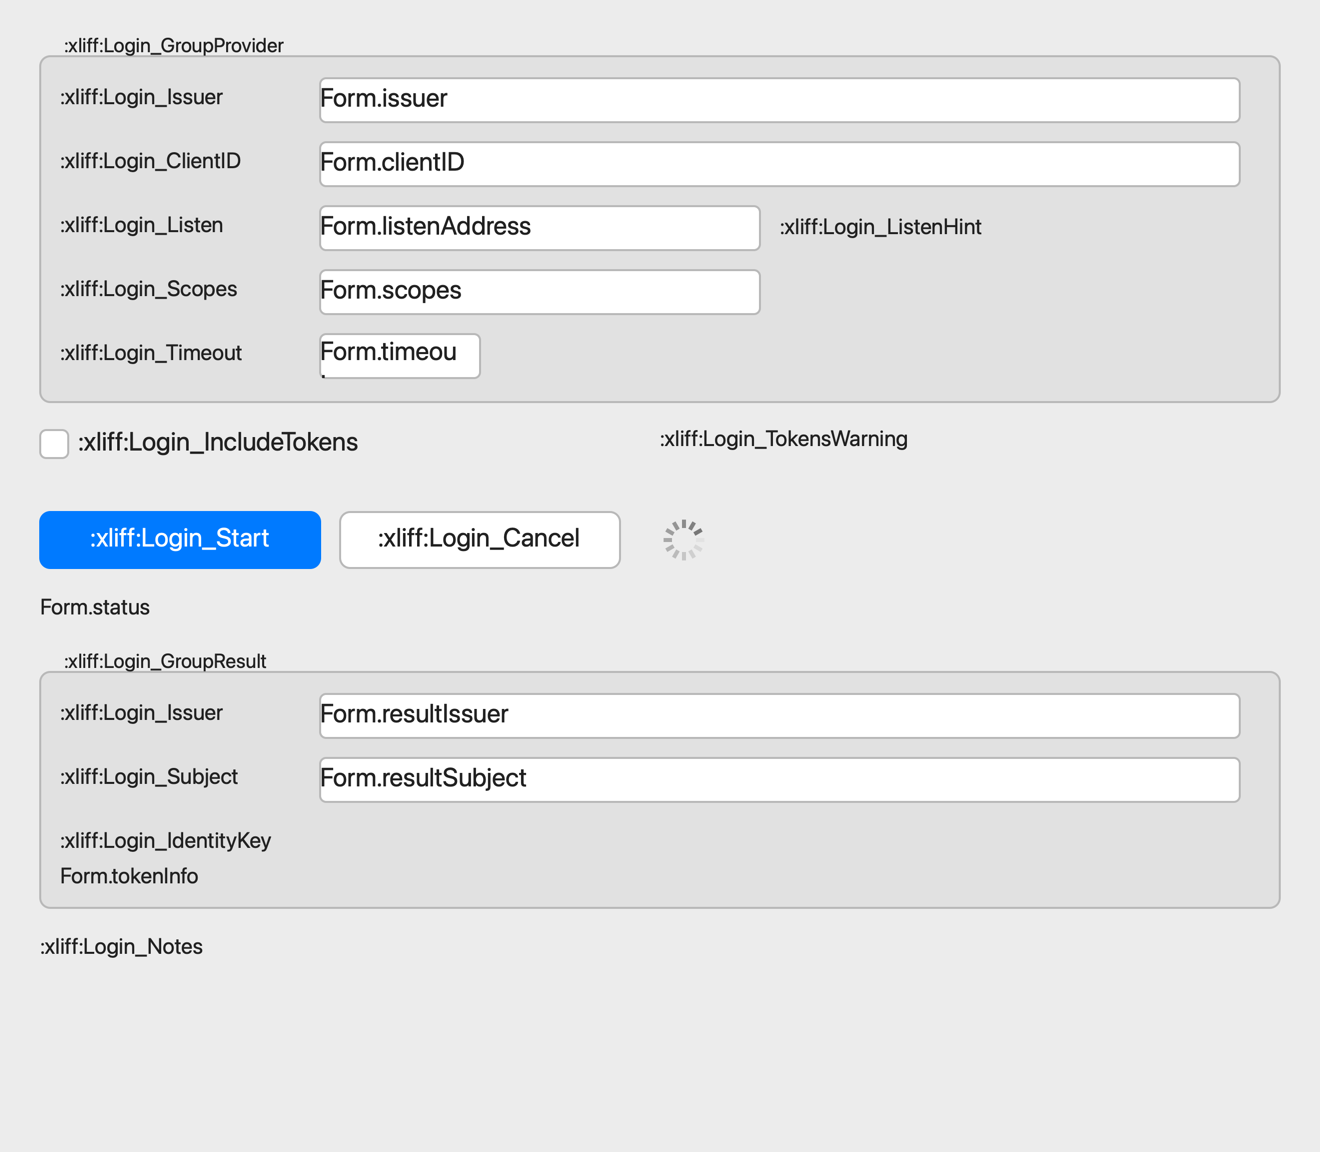 :xliff:Login_GroupProvider
:xliff:Login_Issuer Form.issuer
:xliff:Login_ClientID Form.clientID
:xliff:Login_Listen Form.listenAddress :xliff:Login_ListenHint
:xliff:Login_Scopes Form.scopes
:xliff:Login_Timeout Form.timeou
:xliff:Login_IncludeTokens :xliff:Login_TokensWarning
:xliff:Login_Start :xliff:Login_Cancel
Form.status
:xliff:Login_GroupResult
:xliff:Login_Issuer Form.resultIssuer
:xliff:Login_Subject Form.resultSubject
:xliff:Login_IdentityKey
Form.tokenInfo
:xliff:Login_Notes